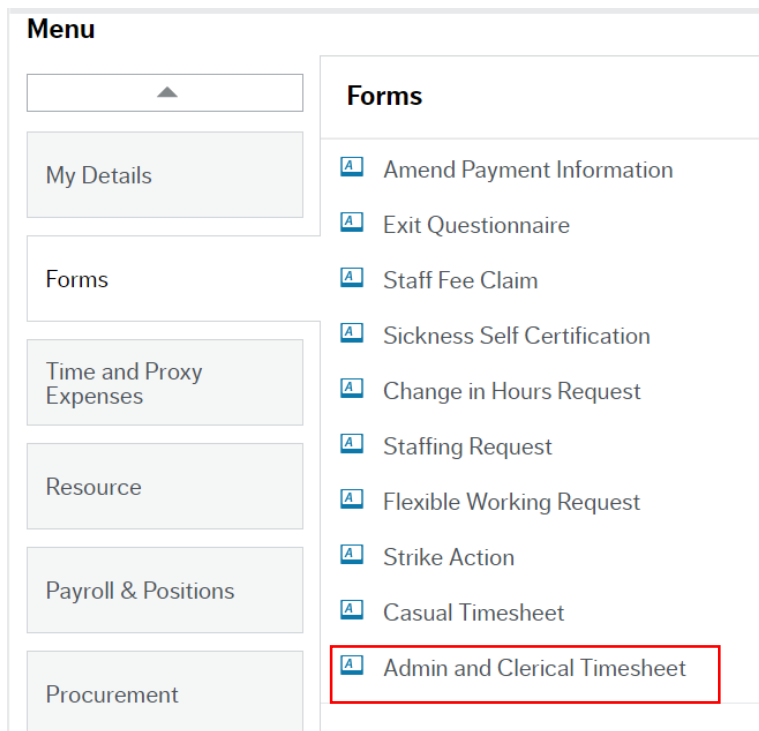 Menu
My Details
Forms
Time and Proxy
Expenses
Resource
Payroll & Positions
Procurement
Forms
A Amend Payment Information
A Exit Questionnaire
A Staff Fee Claim
A Sickness Self Certification
A Change in Hours Request
A Staffing Request
A Flexible Working Request
A Strike Action
A Casual Timesheet
A Admin and Clerical Timesheet